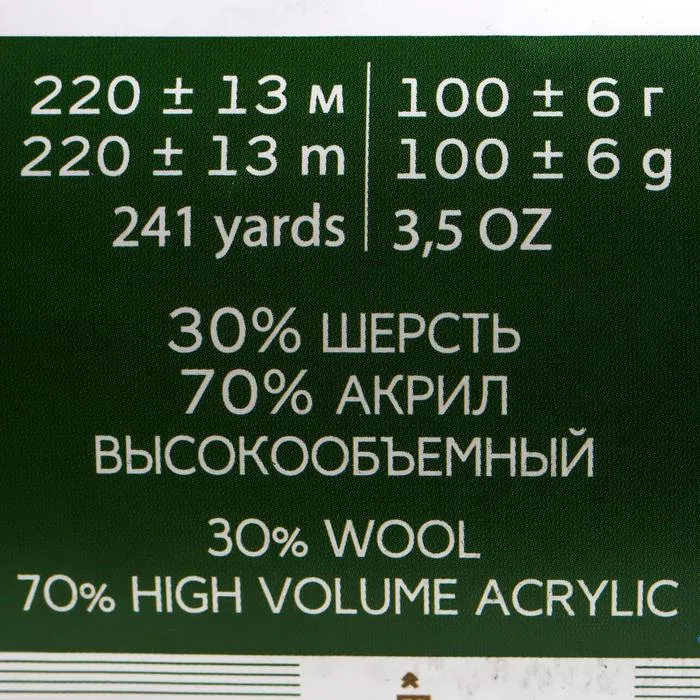 220 ± 13 м 100 ± 6 г
220 ± 13 m 100 ± 6 g
241 yards 3,5 OZ
30% ШЕРСТЬ
70% АКРИЛ
ВЫСОКООБЪЕМНЫЙ
30% WOOL
70% HIGH VOLUME ACRYLIC